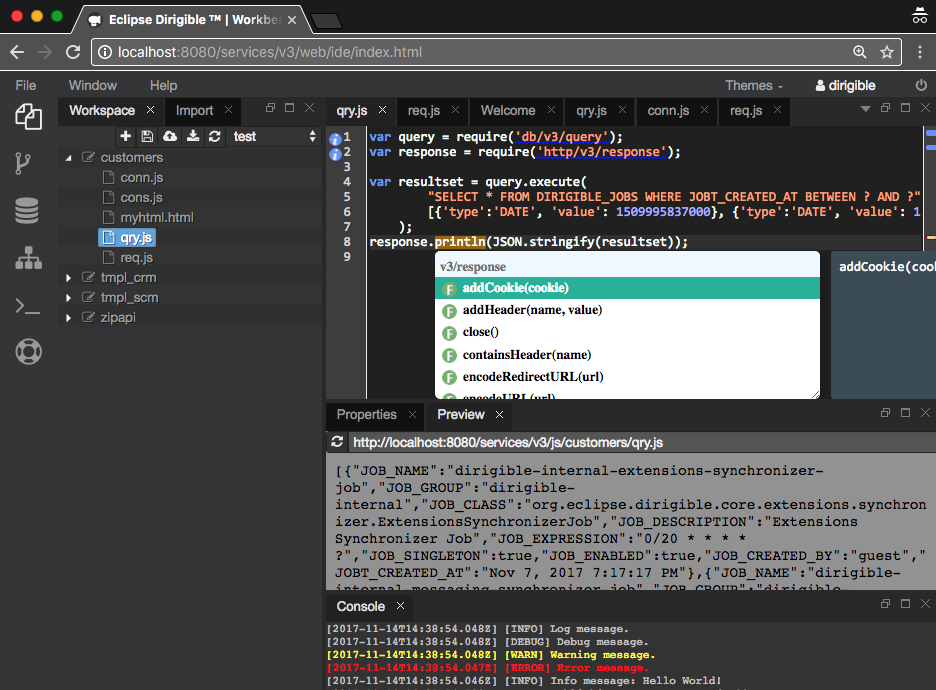 Eclipse Dirigible ™ | Workben
localhost:8080/services/v3/web/ide/index.html
File Window Help Themes dirigible
Workspace Import
test
customers
conn.js
cons.js
myhtml.html
qry.js
req.js
tmpl_crm
tmpl_scm
zipapi
qry.js req.js Welcome qry.js conn.js req.js
1 var query = require('db/v3/query');
2 var response = require('http/v3/response');
3
4 var resultset = query.execute(
5 "SELECT * FROM DIRIGIBLE_JOBS WHERE JOBT_CREATED_AT BETWEEN ? AND ?"
6 [{'type':'DATE', 'value': 1509995837000}, {'type':'DATE', 'value': 1
7 );
8 response.println(JSON.stringify(resultset));
9
v3/response
F addCookie(cookie)
F addHeader(name, value)
F close()
F containsHeader(name)
F encodeRedirectURL(url)
F encodeURL(url)
addCookie(cook
Properties Preview
http://localhost:8080/services/v3/js/customers/qry.js
[{"JOB_NAME":"dirigible-internal-extensions-synchronizer-
job","JOB_GROUP":"dirigible-
internal","JOB_CLASS":"org.eclipse.dirigible.core.extensions.synchron
izer.ExtensionsSynchronizerJob","JOB_DESCRIPTION":"Extensions
Synchronizer Job","JOB_EXPRESSION":"0/20 * * * *
?","JOB_SINGLETON":true,"JOB_ENABLED":true,"JOB_CREATED_BY":"guest","
JOBT_CREATED_AT":"Nov 7, 2017 7:17:17 PM"},{"JOB_NAME":"dirigible-
internal-messaging-synchronizer-job","JOB_GROUP":"dirigible-
Console
[2017-11-14T14:38:54.048Z] [INFO] Log message.
[2017-11-14T14:38:54.048Z] [DEBUG] Debug message.
[2017-11-14T14:38:54.048Z] [WARN] Warning message.
[2017-11-14T14:38:54.047Z] [ERROR] Error message.
[2017-11-14T14:38:54.046Z] [INFO] Info message: Hello World!